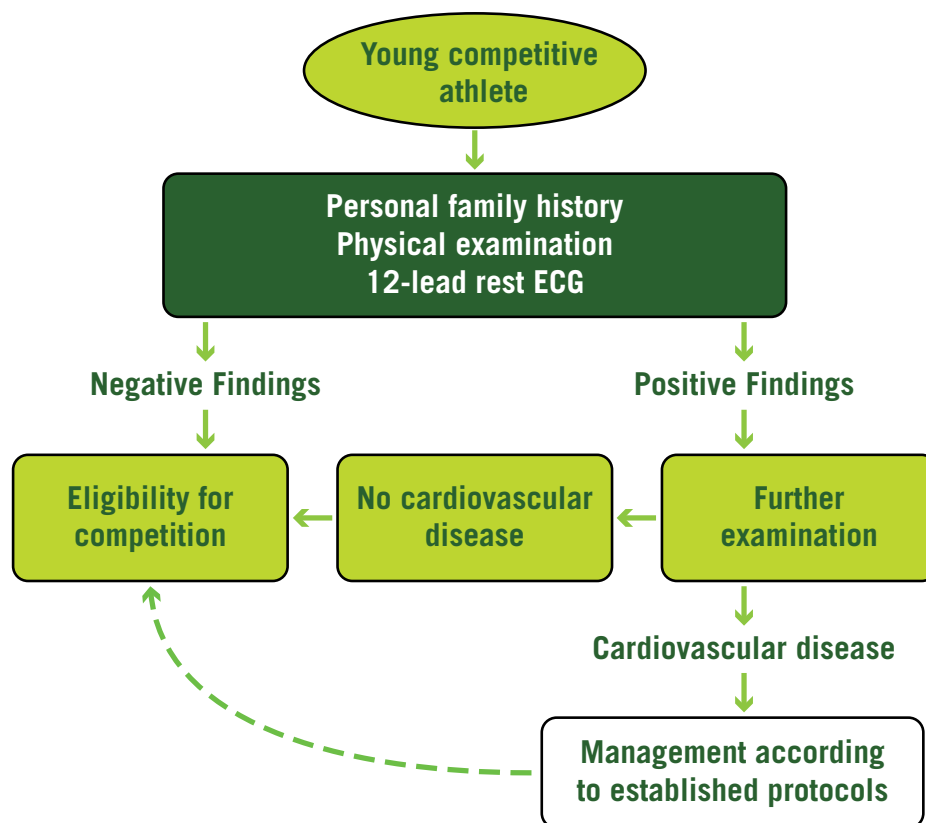 Young competitive
athlete
Personal family history
Physical examination
12-lead rest ECG
Negative Findings
Positive Findings
Eligibility for
competition
No cardiovascular
disease
Further
examination
Cardiovascular disease
Management according
to established protocols